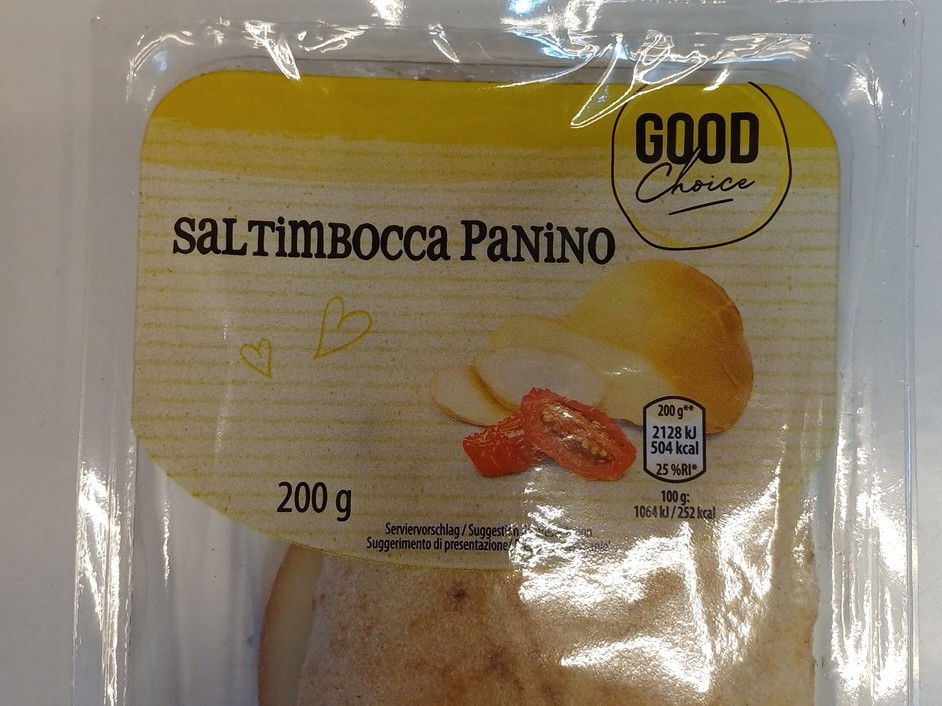 GOOD
Choice
SaLTimBOCCa PaNiNO
200 g**
2128 kJ
504 kcal
25 %RI*
200 g
100 g:
1064 kJ / 252 kcal
Serviervorschlag / Suggestion
Suggerimento di presentazione/